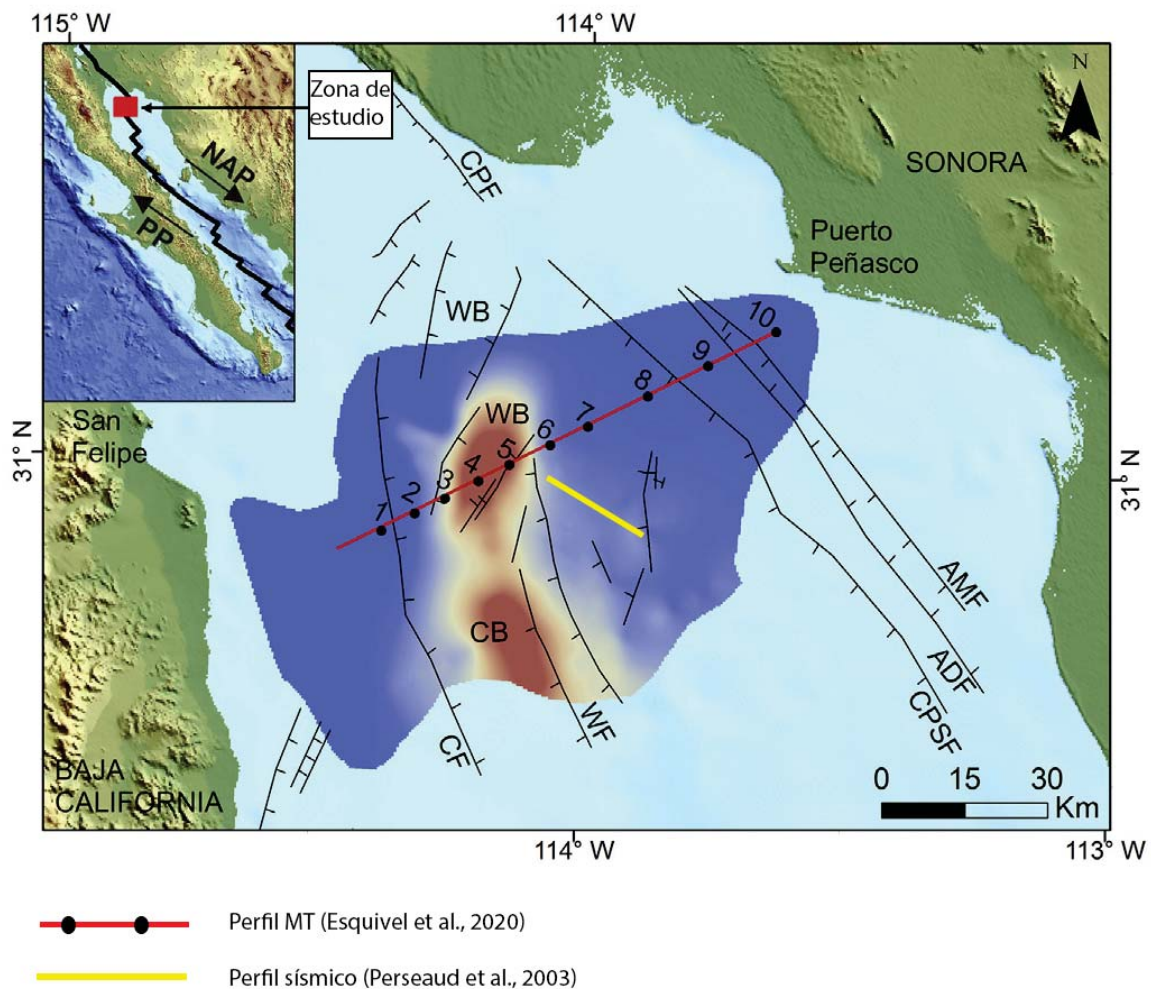 115° W
114° W
Zona de
estudio
NAP
PP
N
CPF
SONORA
Puerto
Peñasco
WB
10
9
8
7
6
5
4
3
2
1
WB
San
Felipe
31° N
31° N
CB
AMF
ADF
CPSF
WF
CF
BAJA
CALIFORNIA
0 15 30
Km
114° W
113° W
Perfil MT (Esquivel et al., 2020)
Perfil sísmico (Perseaud et al., 2003)